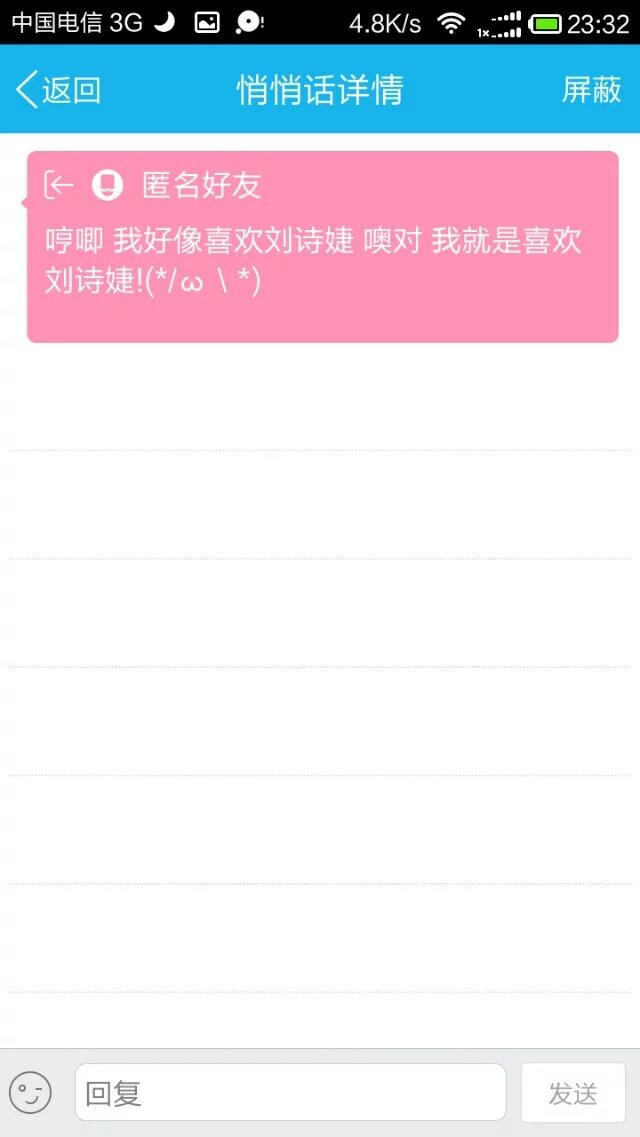 中国电信 3G 4.8K/s 1x 23:32
返回 悄悄话详情 屏蔽
匿名好友
哼唧 我好像喜欢刘诗婕 噢对 我就是喜欢
刘诗婕!(*/ω＼*)
回复 发送